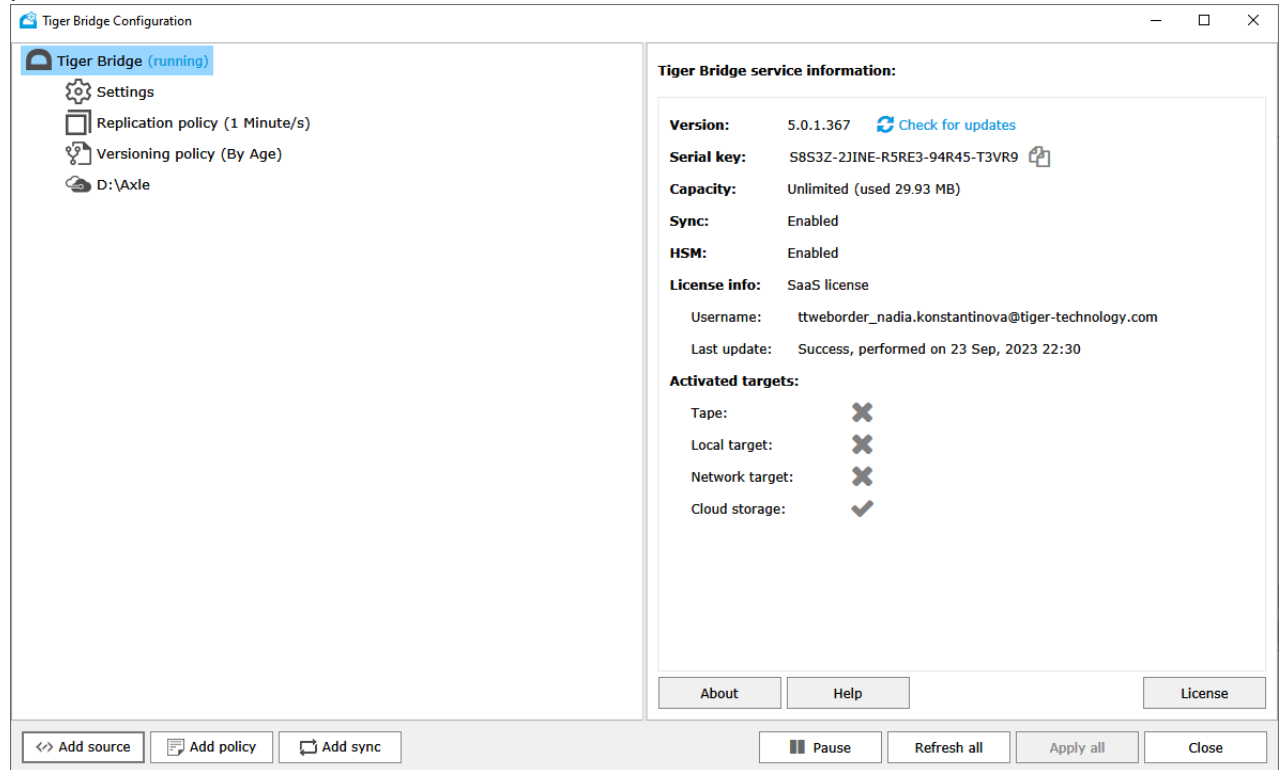 Tiger Bridge Configuration
Tiger Bridge (running)
Settings
Replication policy (1 Minute/s)
Versioning policy (By Age)
D:\Axle
Tiger Bridge service information:
Version: 5.0.1.367 Check for updates
Serial key: S8S3Z-2JINE-R5RE3-94R45-T3VR9
Capacity: Unlimited (used 29.93 MB)
Sync: Enabled
HSM: Enabled
License info: SaaS license
Username: ttweborder_nadia.konstantinova@tiger-technology.com
Last update: Success, performed on 23 Sep, 2023 22:30
Activated targets:
Tape:
Local target:
Network target:
Cloud storage:
About Help License
Add source Add policy Add sync Pause Refresh all Apply all Close